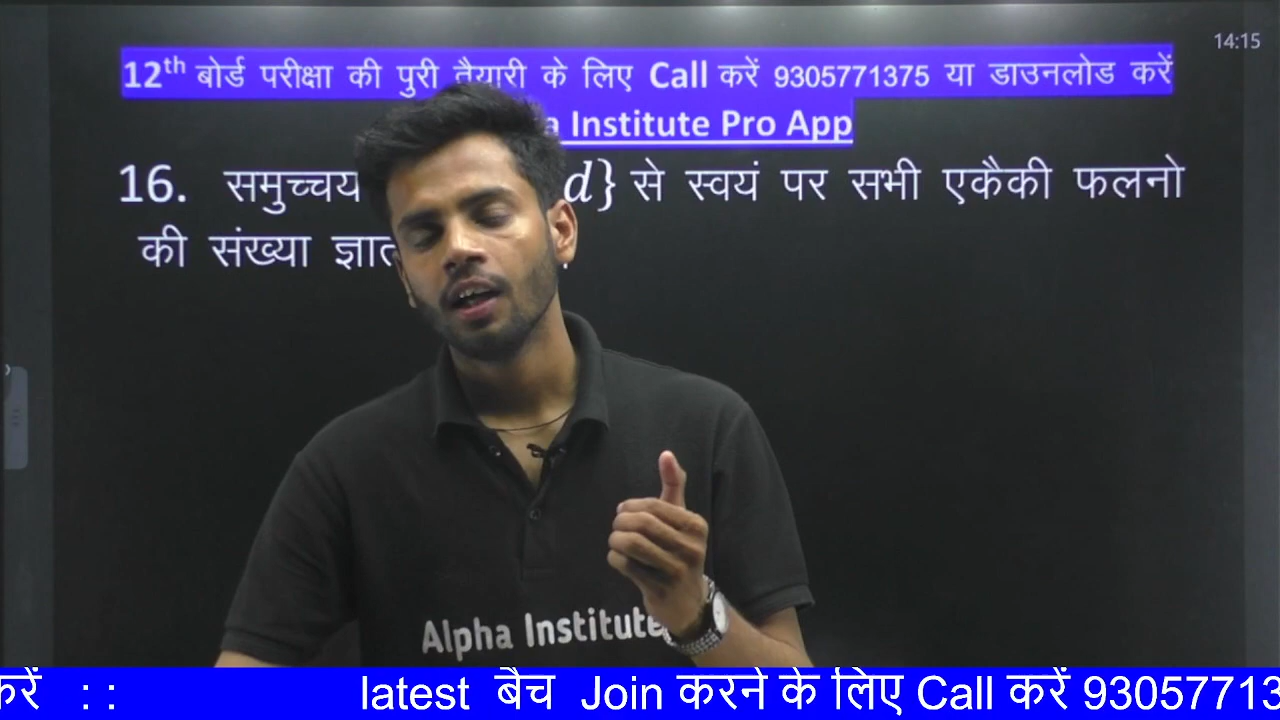 14:15
12th बोर्ड परीक्षा की पुरी तैयारी के लिए Call करें 9305771375 या डाउनलोड करें
Institute Pro App
16. समुच्चय d} से स्वयं पर सभी एकैकी फलनो
की संख्या
Alpha Institute
करें : : latest बैच Join करने के लिए Call करें 93057713